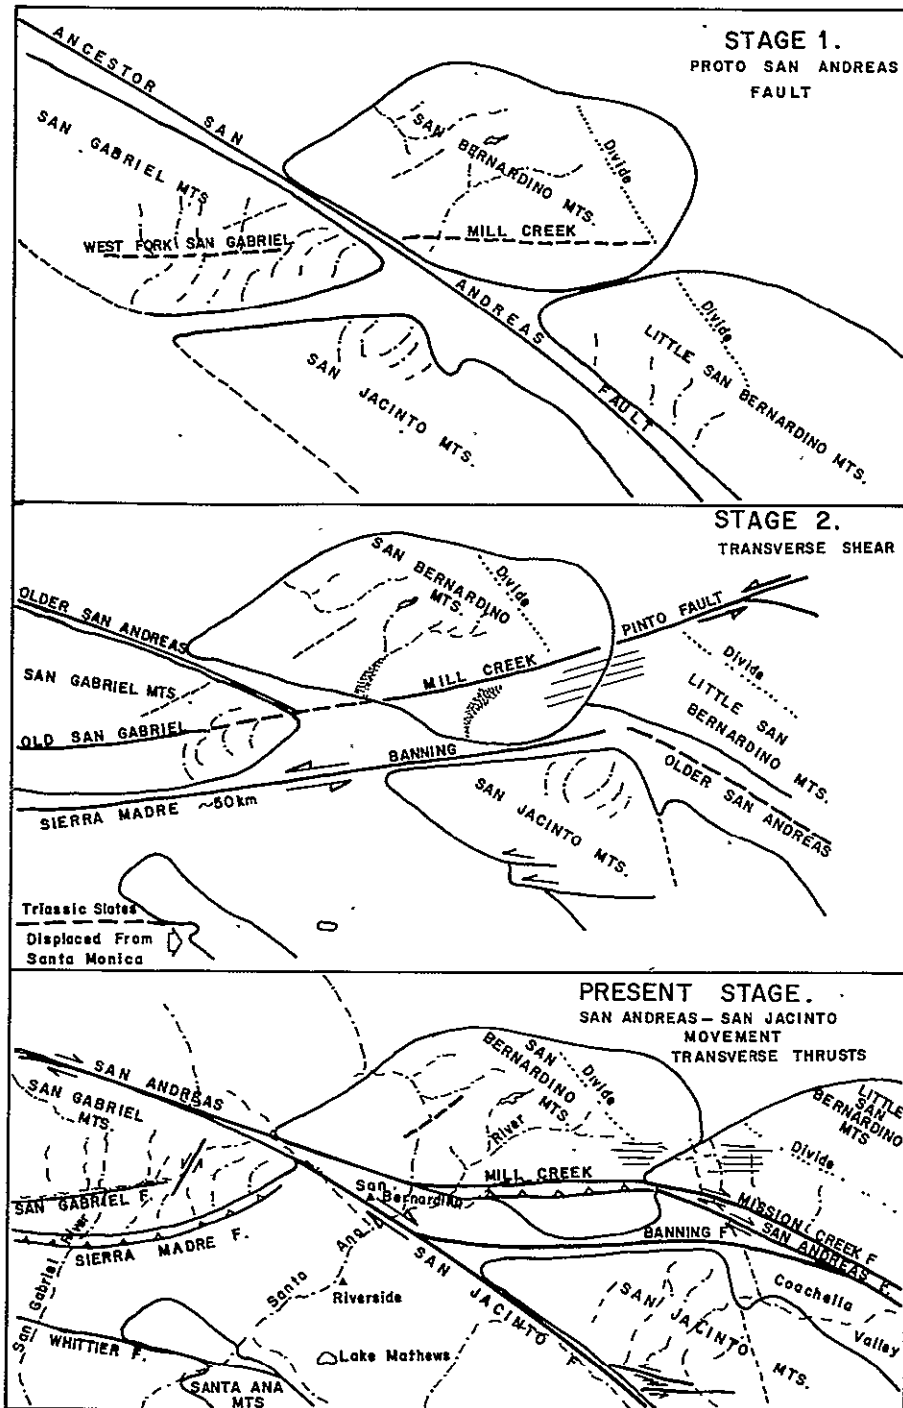 STAGE 1.
PROTO SAN ANDREAS
FAULT
ANCESTOR SAN ANDREAS FAULT
SAN GABRIEL MTS
WEST FORK SAN GABRIEL
SAN BERNARDINO MTS.
Divide
MILL CREEK
Divide
LITTLE SAN BERNARDINO MTS.
SAN JACINTO MTS.
STAGE 2.
TRANSVERSE SHEAR
OLDER SAN ANDREAS
SAN BERNARDINO
MTS.
Divide
PINTO FAULT
SAN GABRIEL MTS.
MILL CREEK
Divide
LITTLE SAN
BERNARDINO MTS.
OLD SAN GABRIEL
BANNING
SIERRA MADRE ~50km
SAN JACINTO MTS.
OLDER SAN ANDREAS
Triassic Slates
Displaced From
Santa Monica
PRESENT STAGE.
SAN ANDREAS – SAN JACINTO
MOVEMENT
TRANSVERSE THRUSTS
SAN ANDREAS
SAN GABRIEL
MTS.
SAN
BERNARDINO
MTS.
Divide
River
LITTLE
SAN
BERNARDINO
MTS
Divide
MILL CREEK
San
Bernardino
SAN GABRIEL F.
SIERRA MADRE F.
San Gabriel River
MISSION CREEK F.
SAN ANDREAS F.
BANNING F.
Santa Ana
Riverside
SAN JACINTO F.
SAN JACINTO MTS.
Coachella
Valley
WHITTIER F.
Lake Mathews
SANTA ANA
MTS